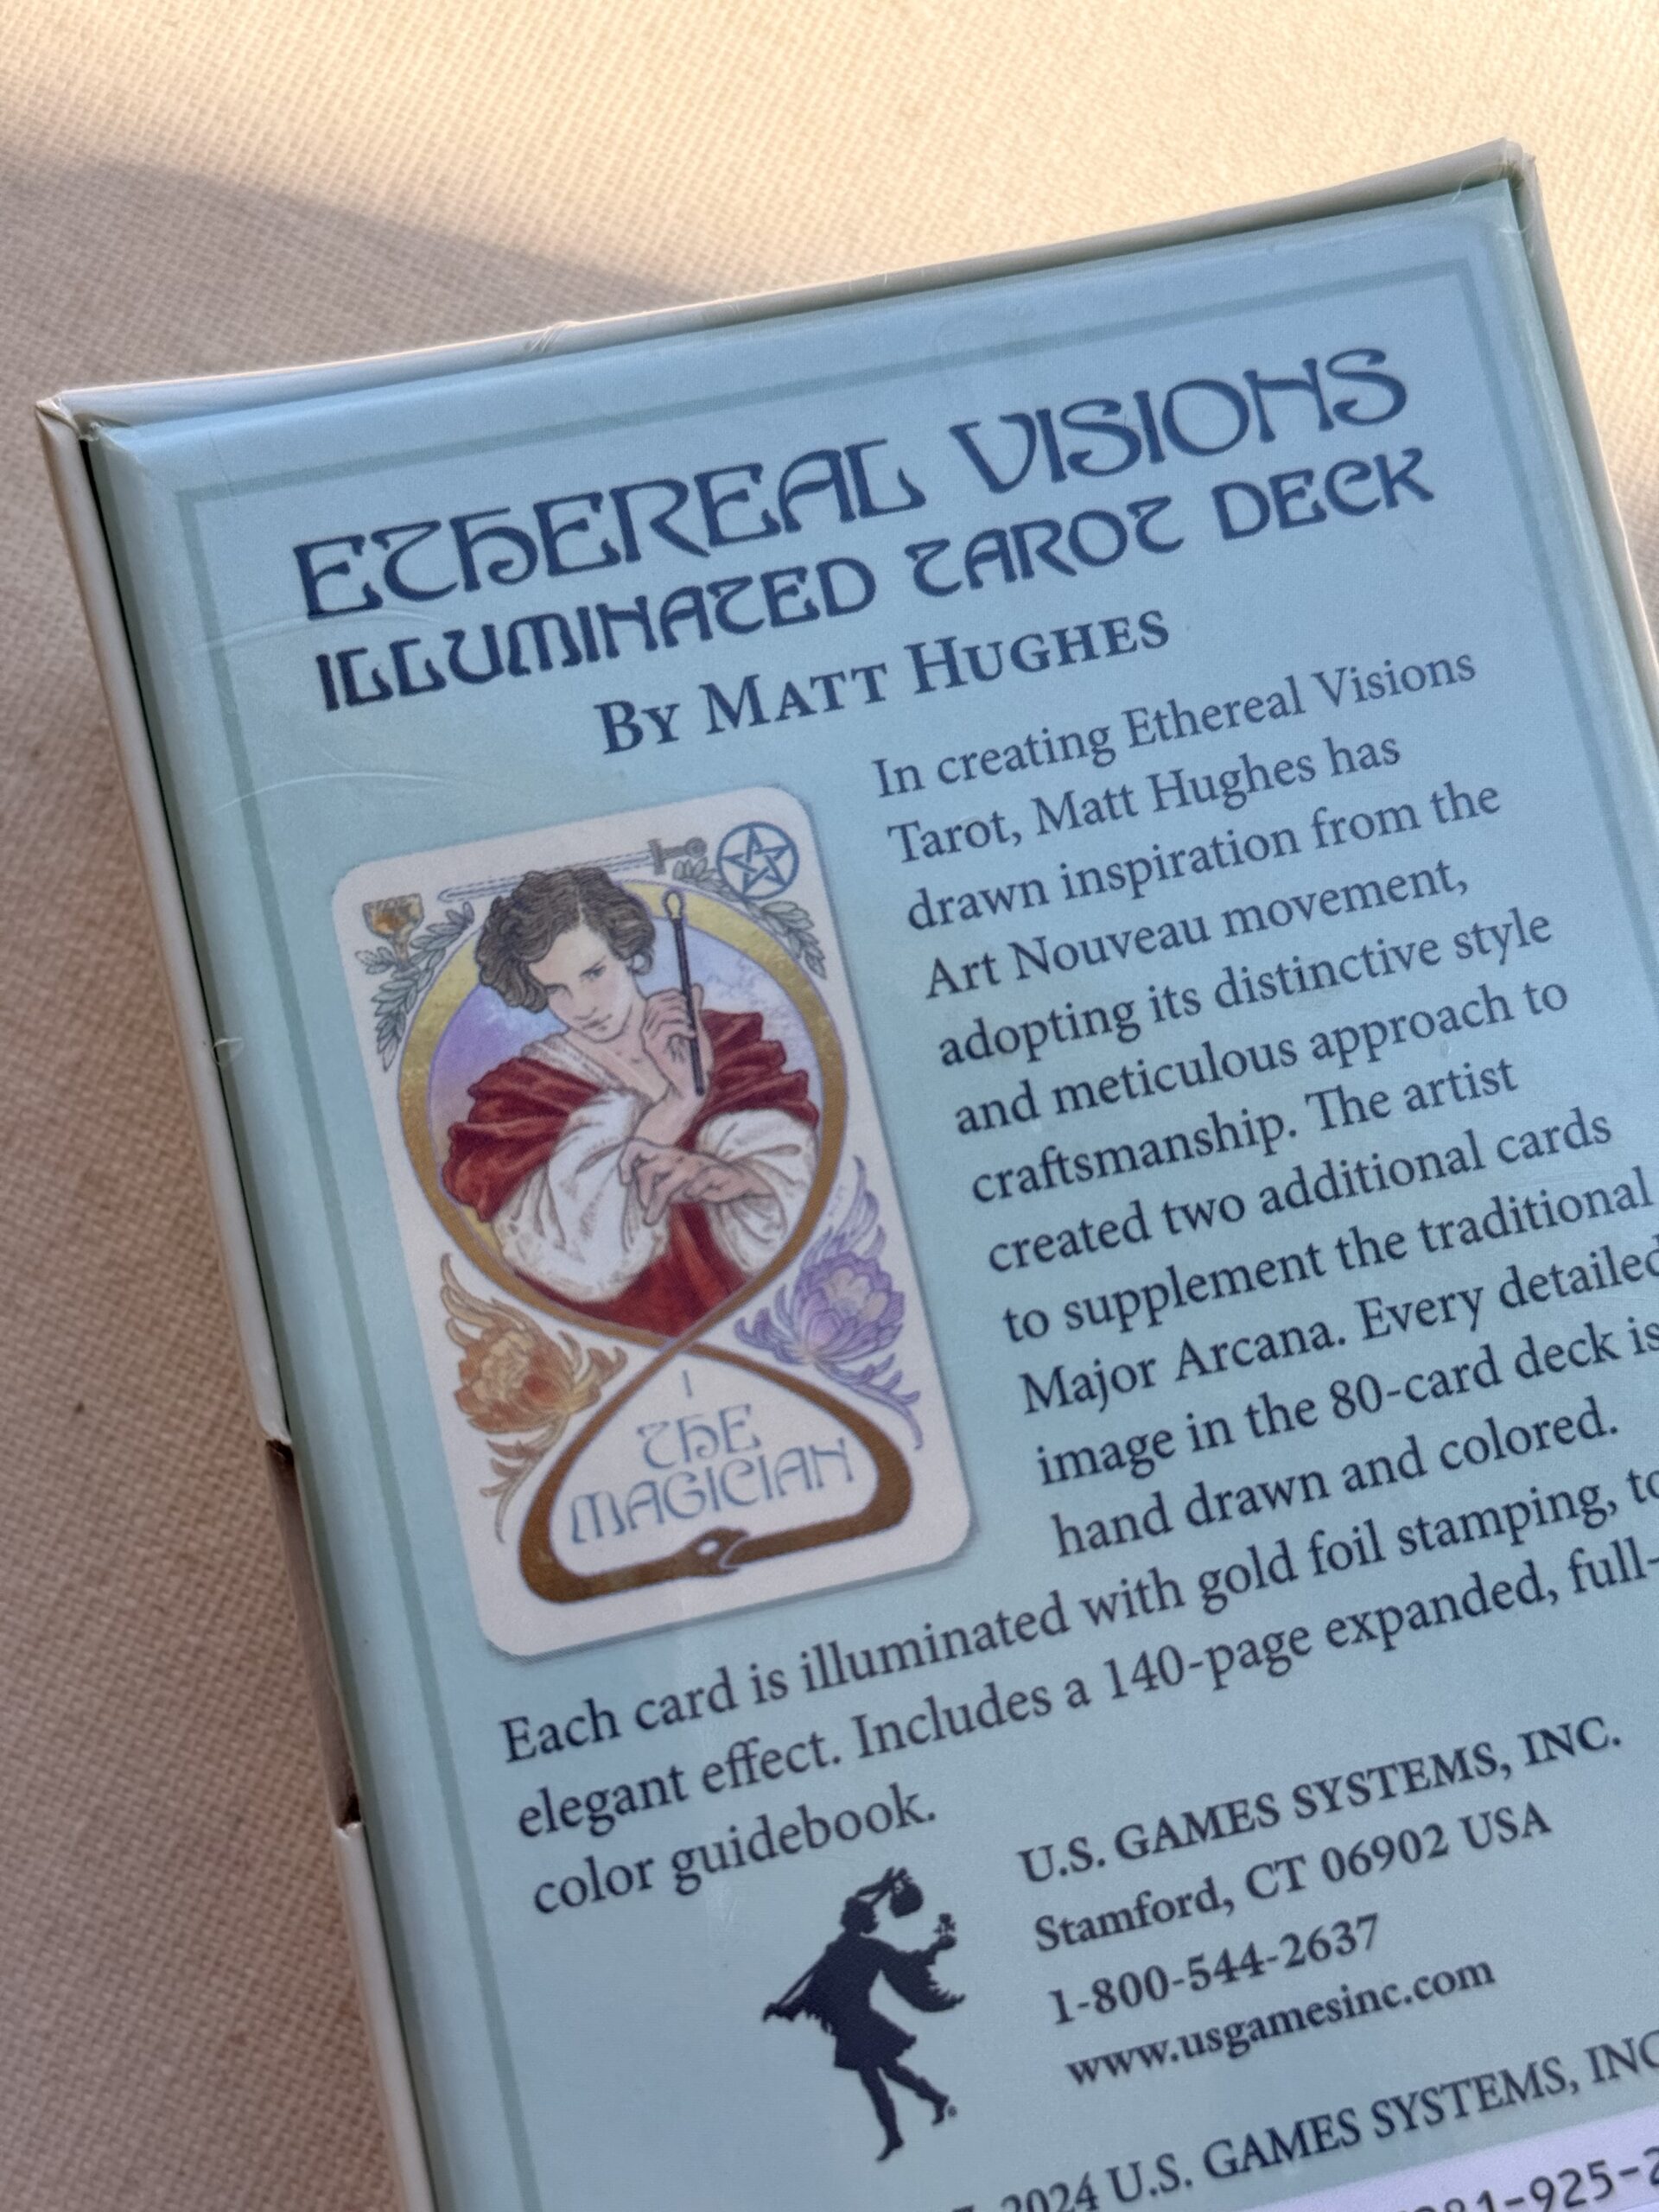 ETHEREAL VISIONS
ILLUMINATED TAROT DECK
BY MATT HUGHES
In creating Ethereal Visions
Tarot, Matt Hughes has
drawn inspiration from the
Art Nouveau movement,
adopting its distinctive style
and meticulous approach to
craftsmanship. The artist
created two additional cards
to supplement the traditional
Major Arcana. Every detailed
image in the 80-card deck is
hand drawn and colored.
Each card is illuminated with gold foil stamping, to
elegant effect. Includes a 140-page expanded, full-
color guidebook.
I
THE
MAGICIAN
U.S. GAMES SYSTEMS, INC.
Stamford, CT 06902 USA
1-800-544-2637
www.usgamesinc.com
2024 U.S. GAMES SYSTEMS, INC
81-925-2